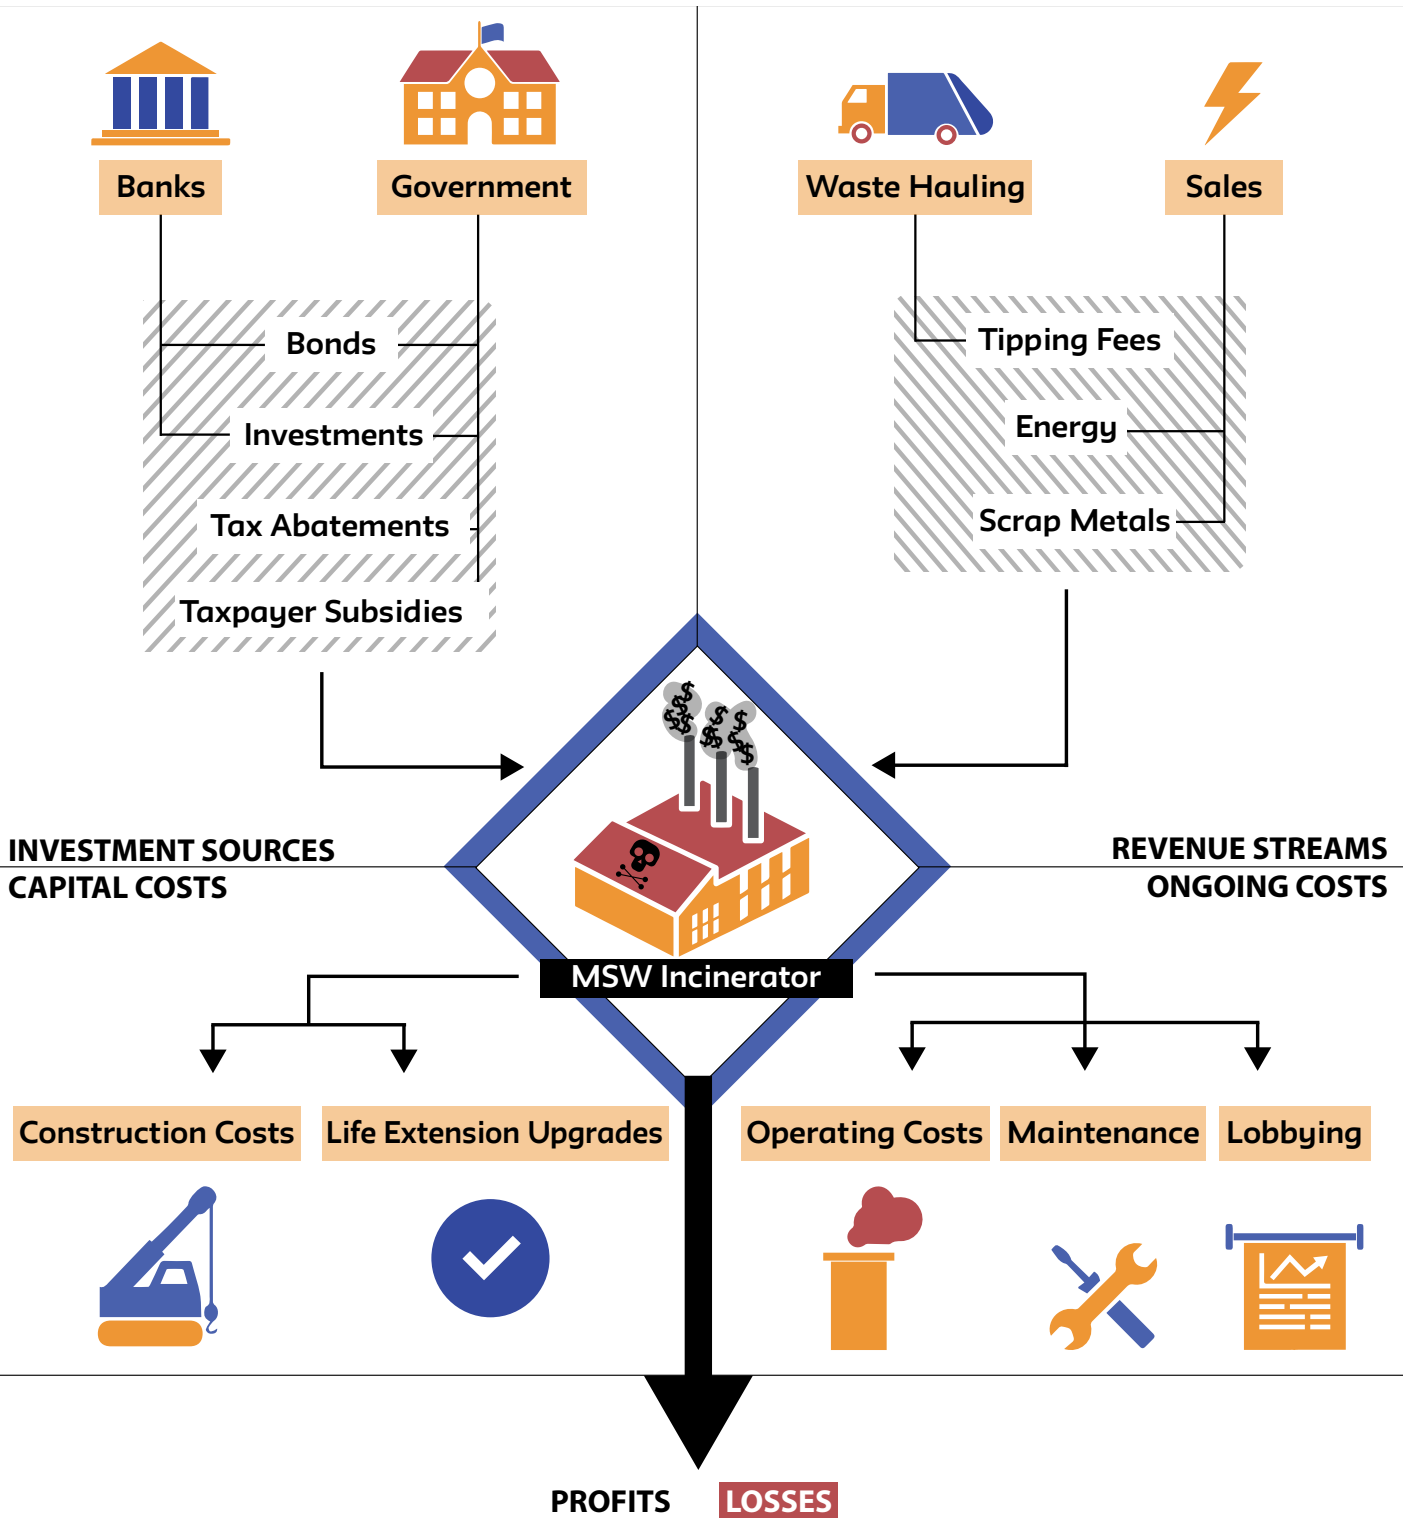 Banks
Government
Waste Hauling
Sales
Bonds
Investments
Tax Abatements
Taxpayer Subsidies
Tipping Fees
Energy
Scrap Metals
$ $ $ $ $ $ $ $ $ $
INVESTMENT SOURCES
CAPITAL COSTS
REVENUE STREAMS
ONGOING COSTS
MSW Incinerator
Construction Costs
Life Extension Upgrades
Operating Costs
Maintenance
Lobbying
PROFITS
LOSSES